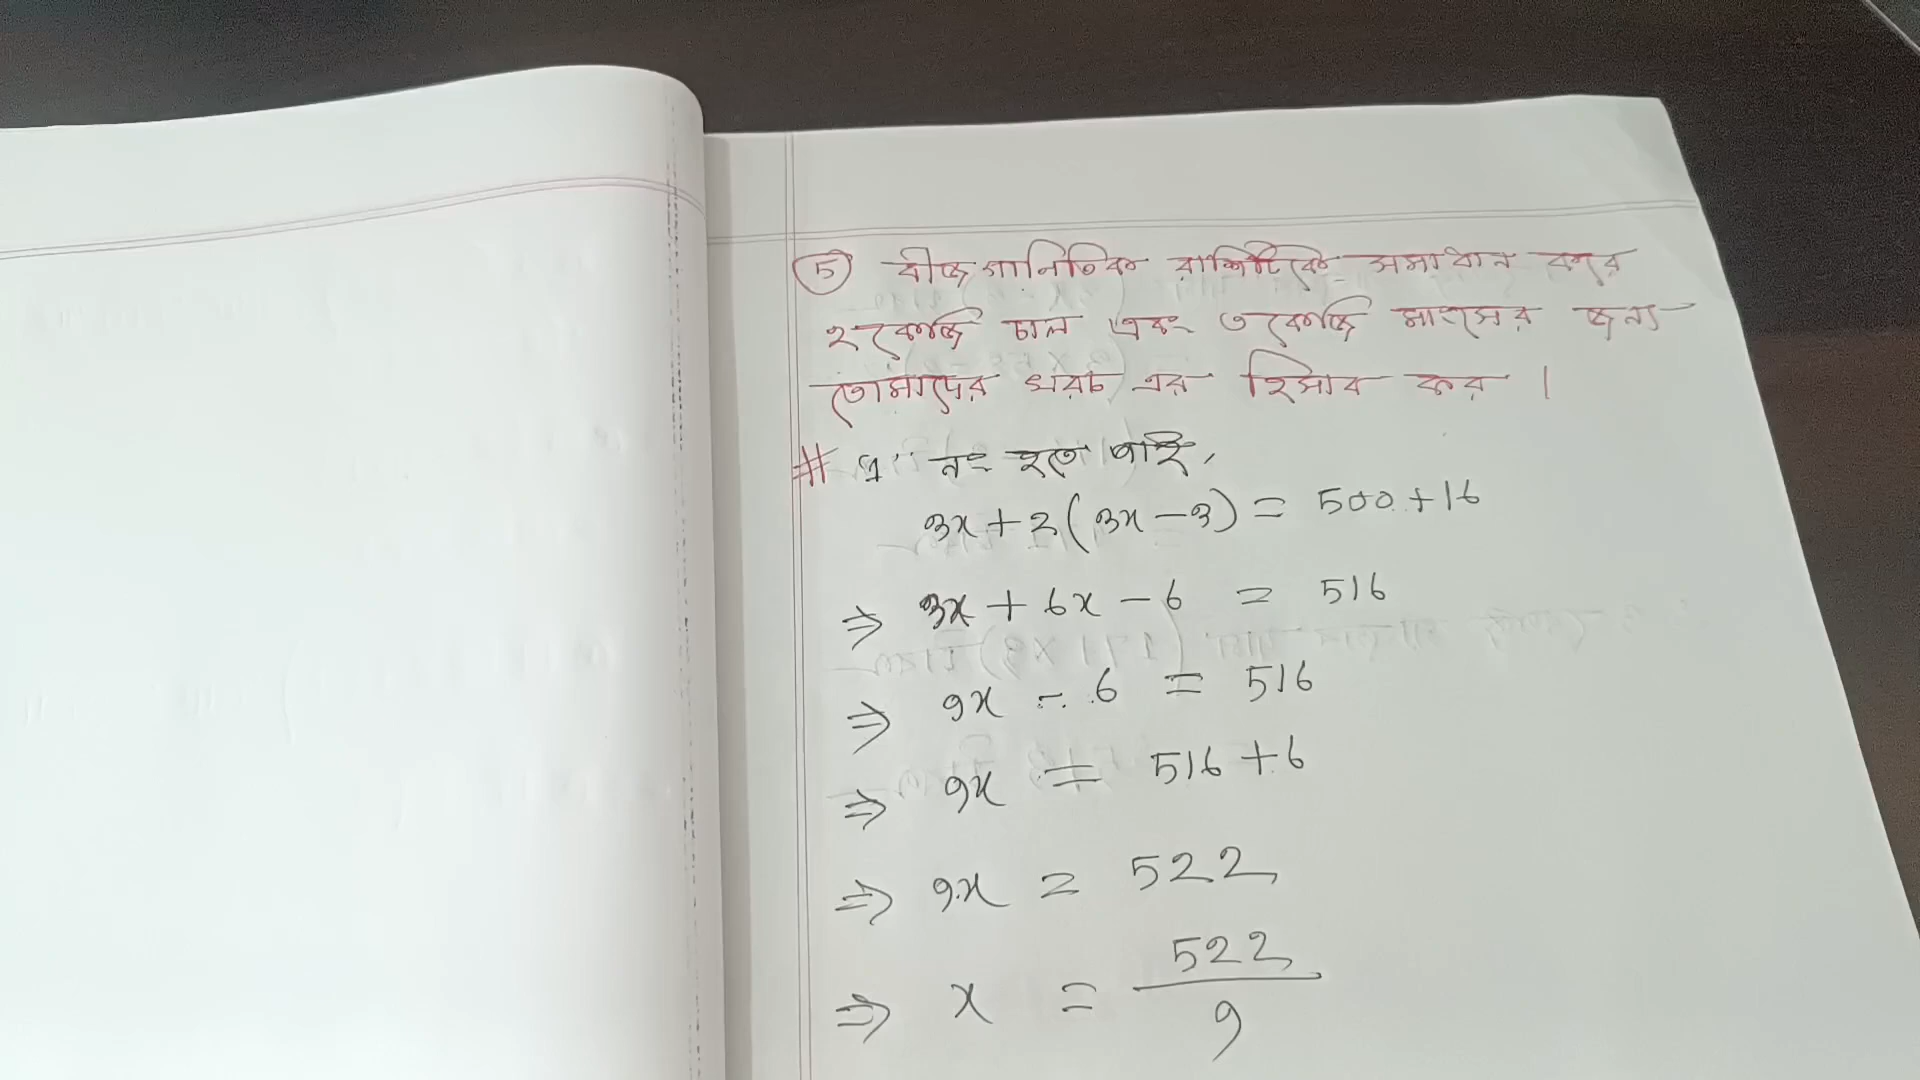 ৫ বীজগানিতিক রাশিটিকে সমাধান করে
২কেজি চাল এবং ৩কেজি মাংসের জন্য
তোমাদের খরচ এর হিসাব কর ।
# নং হতে পাই,
3x + 2 ( 3x - 3 ) = 500 + 16
⇒ 3x + 6x - 6 = 516
⇒ 9x - 6 = 516
⇒ 9x = 516 + 6
⇒ 9x = 522
⇒ x = 522/9